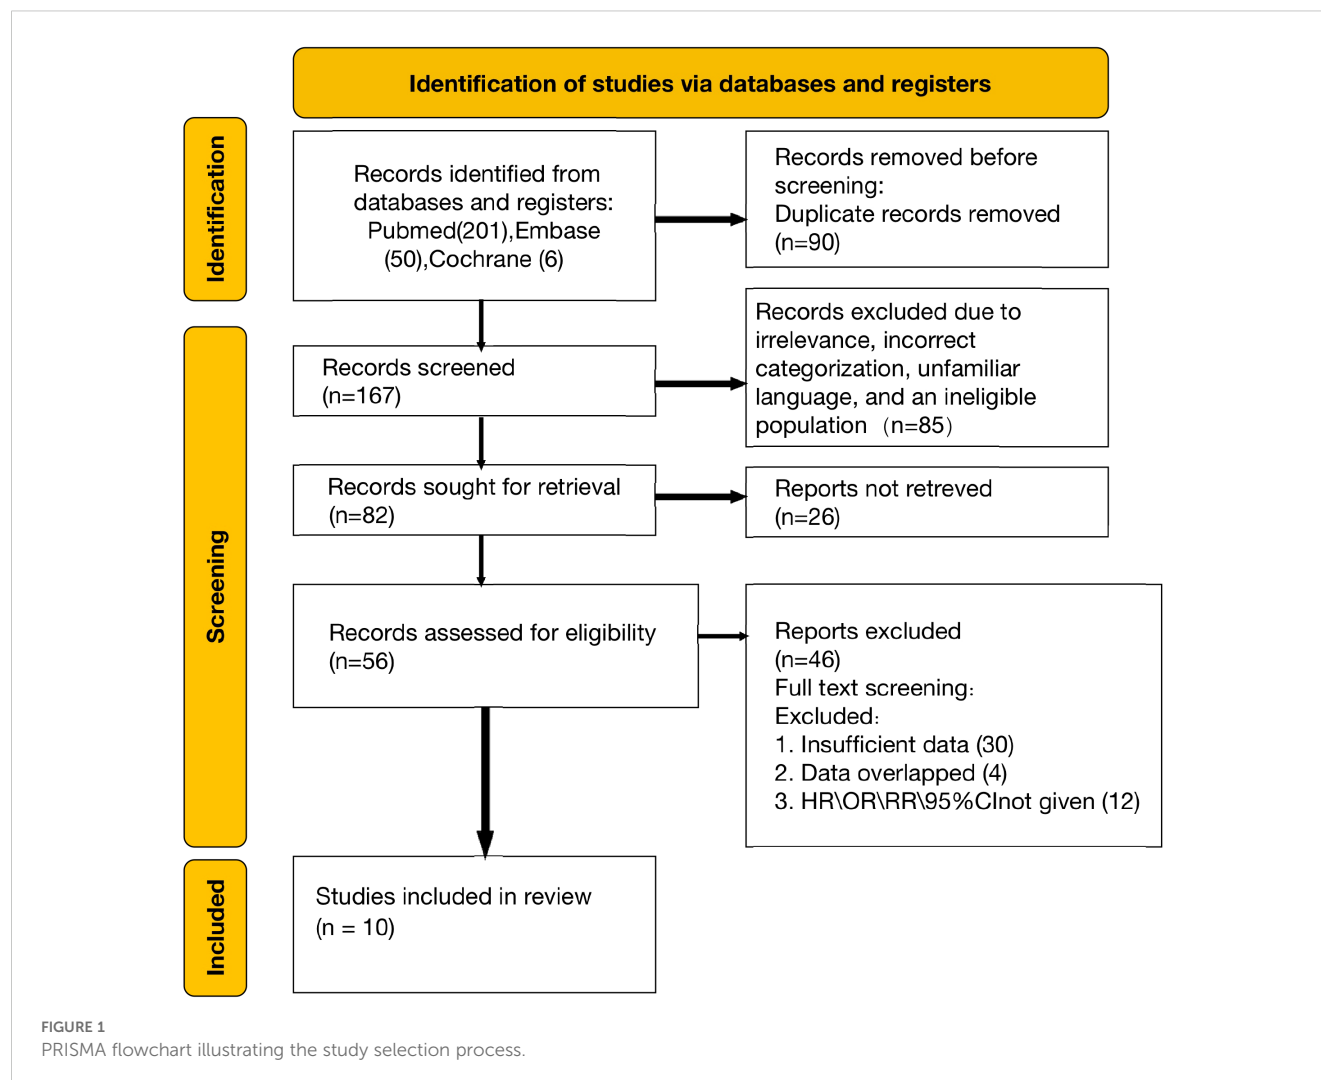 Identification of studies via databases and registers
Identification
Records identified from
databases and registers:
Pubmed(201),Embase
(50),Cochrane (6)
Records removed before
screening:
Duplicate records removed
(n=90)
Screening
Records screened
(n=167)
Records excluded due to
irrelevance, incorrect
categorization, unfamiliar
language, and an ineligible
population（n=85）
Records sought for retrieval
(n=82)
Reports not retreved
(n=26)
Records assessed for eligibility
(n=56)
Reports excluded
(n=46)
Full text screening:
Excluded:
1. Insufficient data (30)
2. Data overlapped (4)
3. HR\OR\RR\95%CInot given (12)
Included
Studies included in review
(n = 10)
FIGURE 1
PRISMA flowchart illustrating the study selection process.